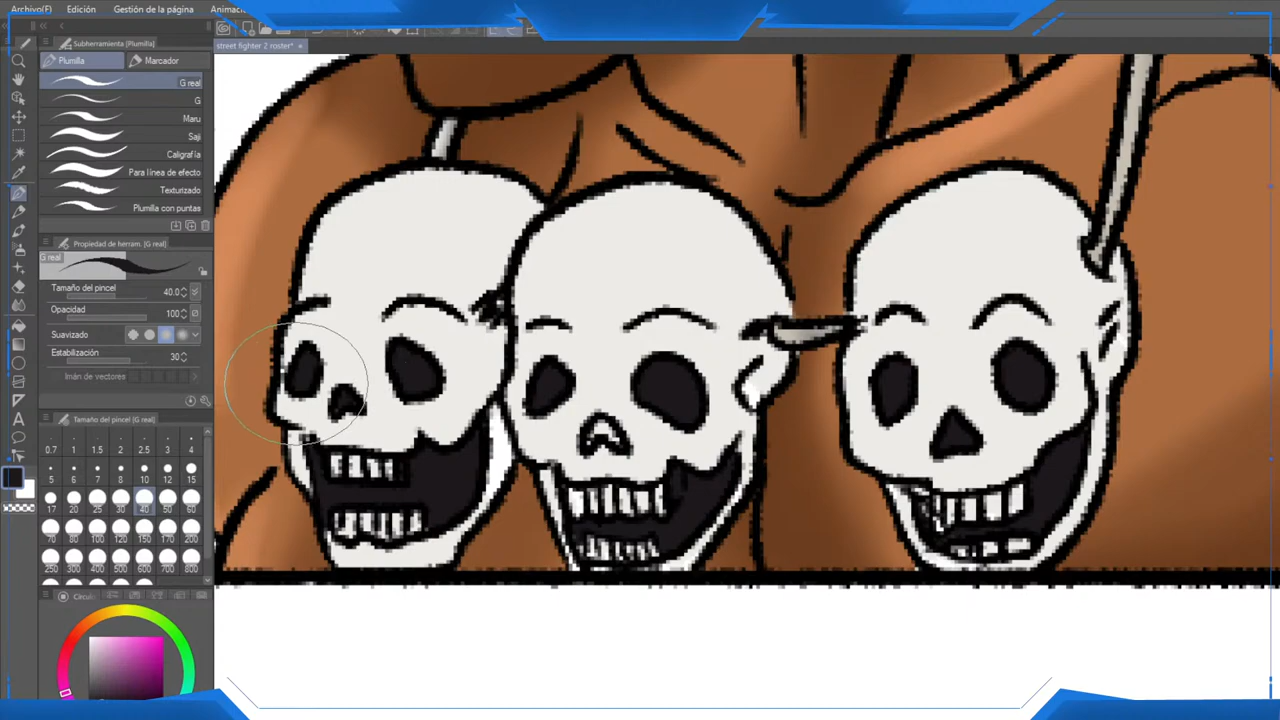 Archivo(F) Edición Gestión de la página Animación
Subherramienta (Plumilla)
street fighter 2 roster*
Plumilla Marcador
G real
G
Maru
Saji
Caligrafía
Para línea de efecto
Texturizado
Plumilla con puntas
Propiedad de herram. (G real)
G real
Tamaño del pincel 40.0
Opacidad 100
Suavizado
Estabilización 30
Imán de vectores
Tamaño del pincel
0.7 1 1.5 2 2.5 3 4
5 6 7 8 10 12 15
17 20 25 30 40 50 60
70 80 100 120 150 170 200
250 300 400 500 600 700 800